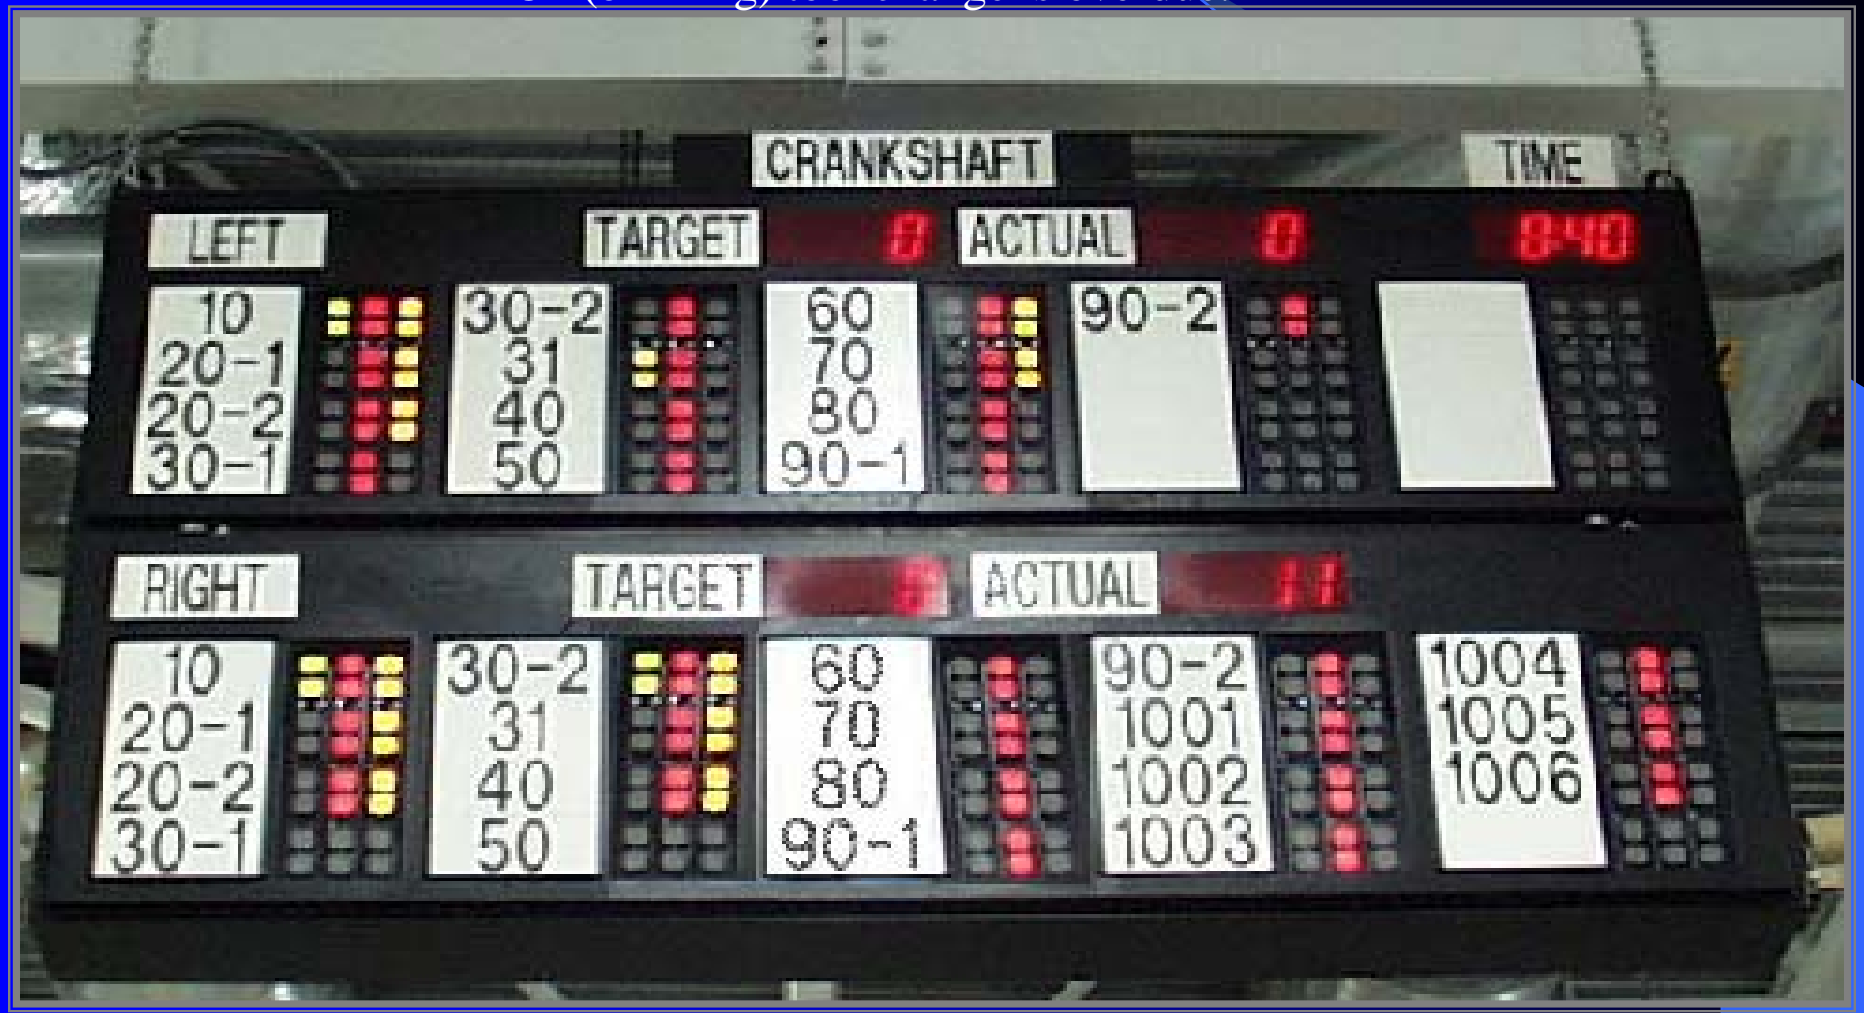 CRANKSHAFT TIME
LEFT TARGET 0 ACTUAL 0 8:40
10 30-2 60 90-2
20-1 31 70
20-2 40 80
30-1 50 90-1
RIGHT TARGET 0 ACTUAL 11
10 30-2 60 90-2 1004
20-1 31 70 1001 1005
20-2 40 80 1002 1006
30-1 50 90-1 1003